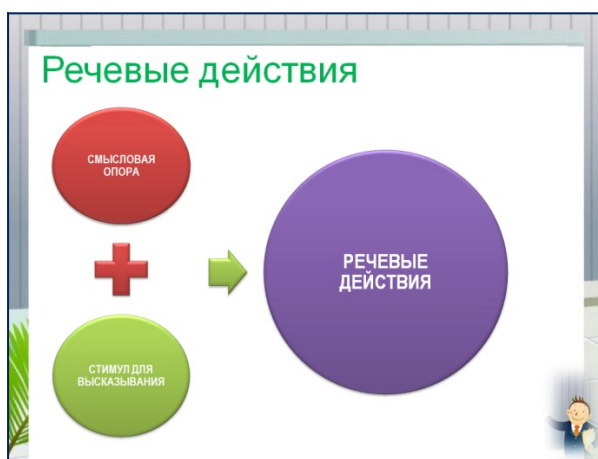 Речевые действия
СМЫСЛОВАЯ
ОПОРА
СТИМУЛ ДЛЯ
ВЫСКАЗЫВАНИЯ
РЕЧЕВЫЕ
ДЕЙСТВИЯ